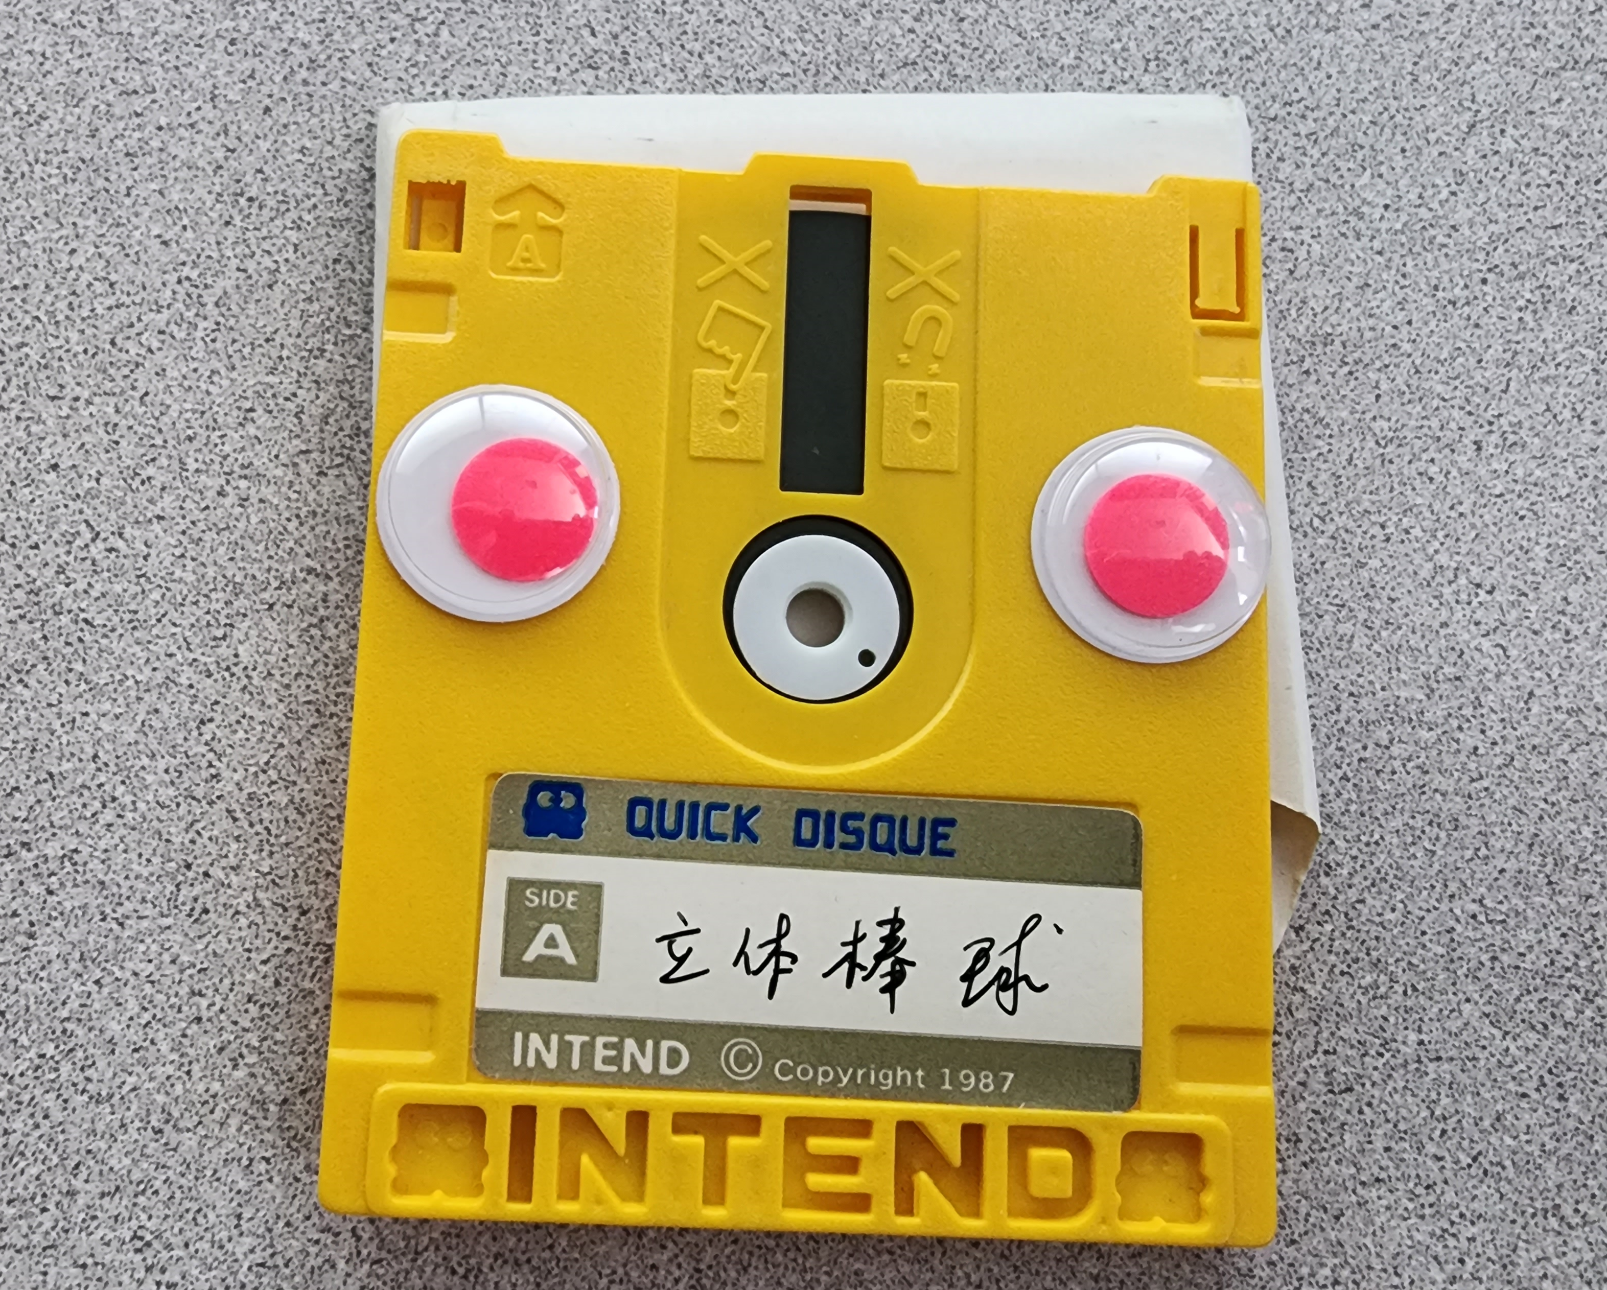 A
QUICK DISQUE
SIDE
A
立体棒球
INTEND © Copyright 1987
INTEND